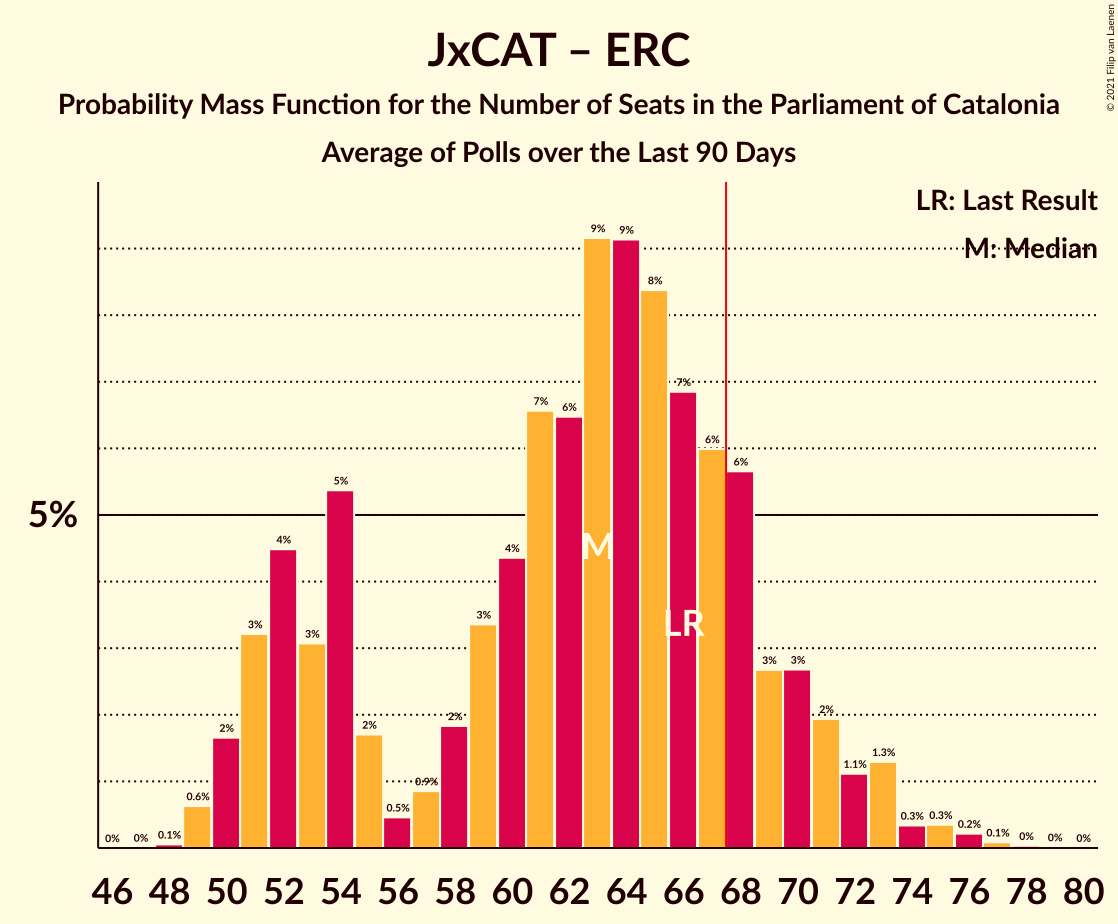 JxCAT – ERC
Probability Mass Function for the Number of Seats in the Parliament of Catalonia
Average of Polls over the Last 90 Days
© 2021 Filip van Laenen
LR: Last Result
M: Median
5%
0% 0% 0.1% 0.6% 2% 3% 4% 3% 5% 2% 0.5% 0.9% 2% 3% 4% 7% 6% 9% 9% 8% 7% 6% 6% 3% 3% 2% 1.1% 1.3% 0.3% 0.3% 0.2% 0.1% 0% 0% 0%
M
LR
46 48 50 52 54 56 58 60 62 64 66 68 70 72 74 76 78 80